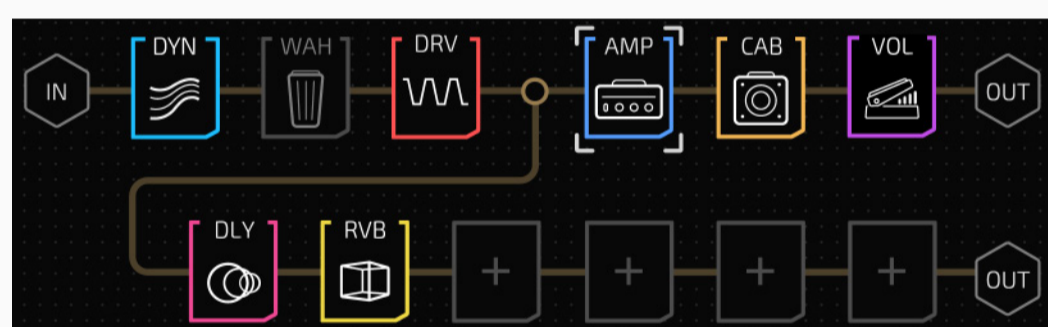 IN
DYN
WAH
DRV
AMP
CAB
VOL
OUT
DLY
RVB
+
+
+
+
OUT